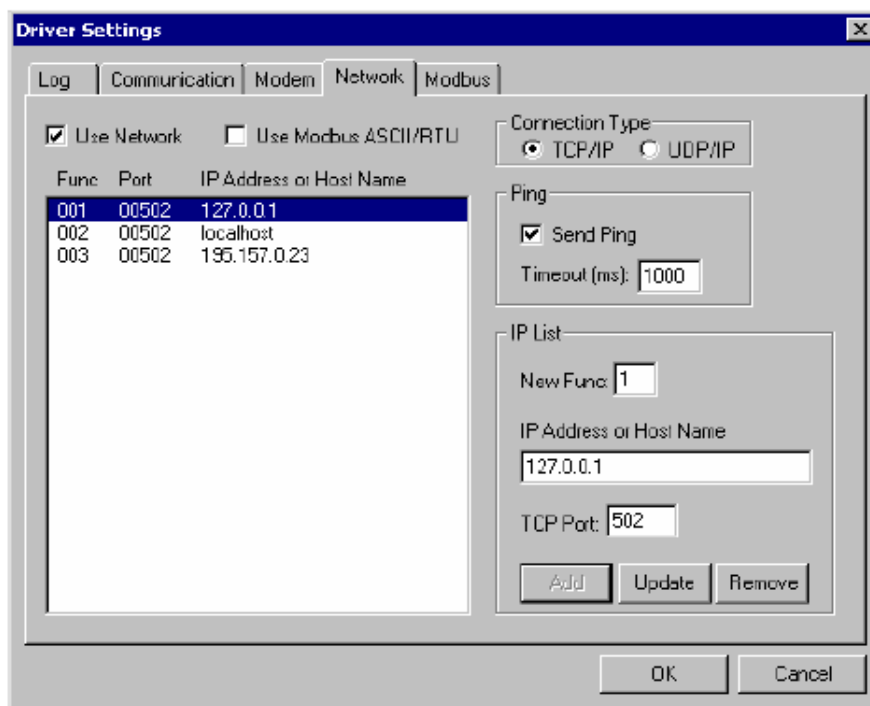 Driver Settings
Log Communication Modem Network Modbus
Use Network Use Modbus ASCII/RTU
Func Port IP Address or Host Name
001 00502 127.0.0.1
002 00502 localhost
003 00502 195.157.0.23
Connection Type
TCP/IP UDP/IP
Ping
Send Ping
Timeout (ms): 1000
IP List
New Func: 1
IP Address or Host Name
127.0.0.1
TCP Port: 502
Add Update Remove
OK Cancel